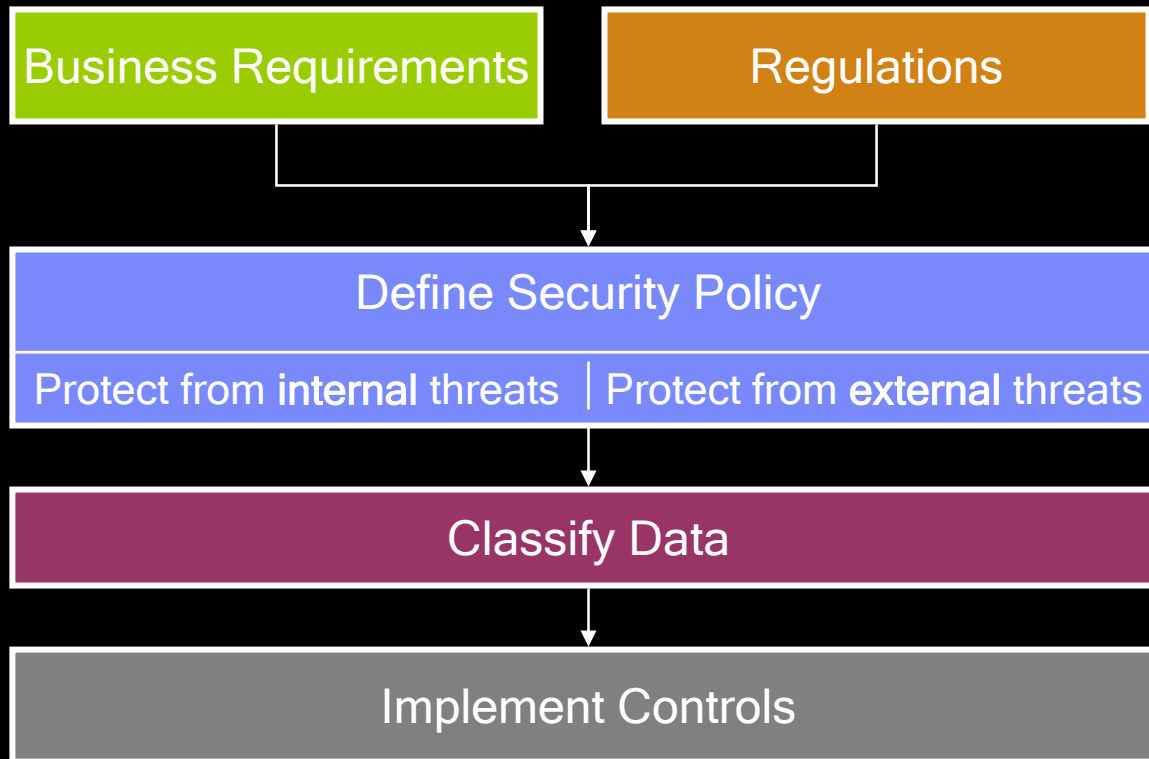 Business Requirements
Regulations
Define Security Policy
Protect from internal threats
Protect from external threats
Classify Data
Implement Controls